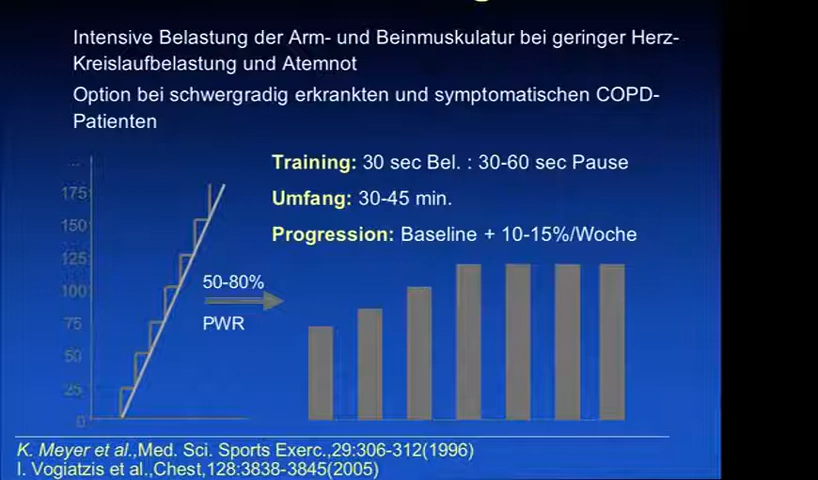 Intensive Belastung der Arm- und Beinmuskulatur bei geringer Herz-
Kreislaufbelastung und Atemnot
Option bei schwergradig erkrankten und symptomatischen COPD-
Patienten
Training: 30 sec Bel. : 30-60 sec Pause
Umfang: 30-45 min.
Progression: Baseline + 10-15%/Woche
...
175
150
125
100
75
50
25
0
50-80%
PWR
K. Meyer et al.,Med. Sci. Sports Exerc.,29:306-312(1996)
I. Vogiatzis et al.,Chest,128:3838-3845(2005)